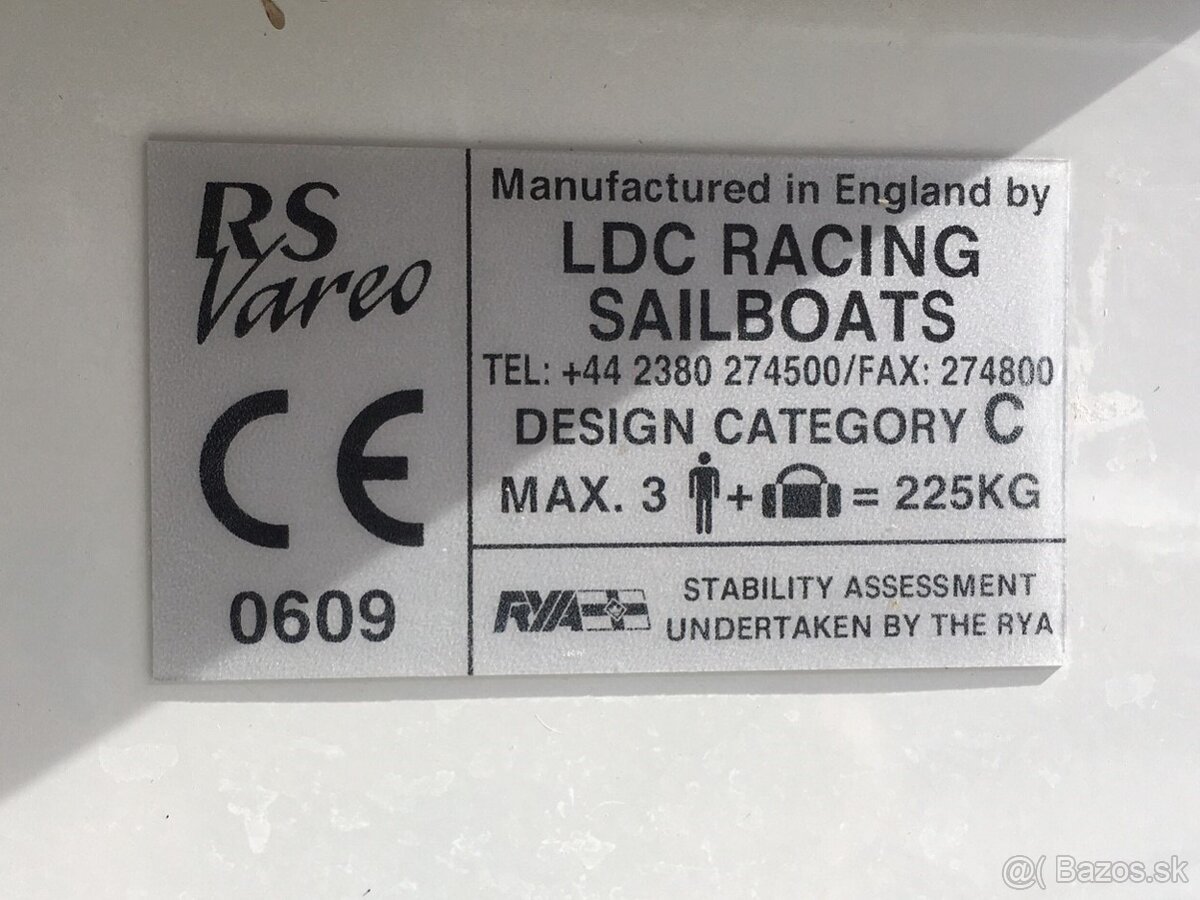 RS
Vareo
CE
0609
Manufactured in England by
LDC RACING
SAILBOATS
TEL: +44 2380 274500/FAX: 274800
DESIGN CATEGORY C
MAX. 3 + = 225KG
RYA
STABILITY ASSESSMENT
UNDERTAKEN BY THE RYA
@( Bazos.sk